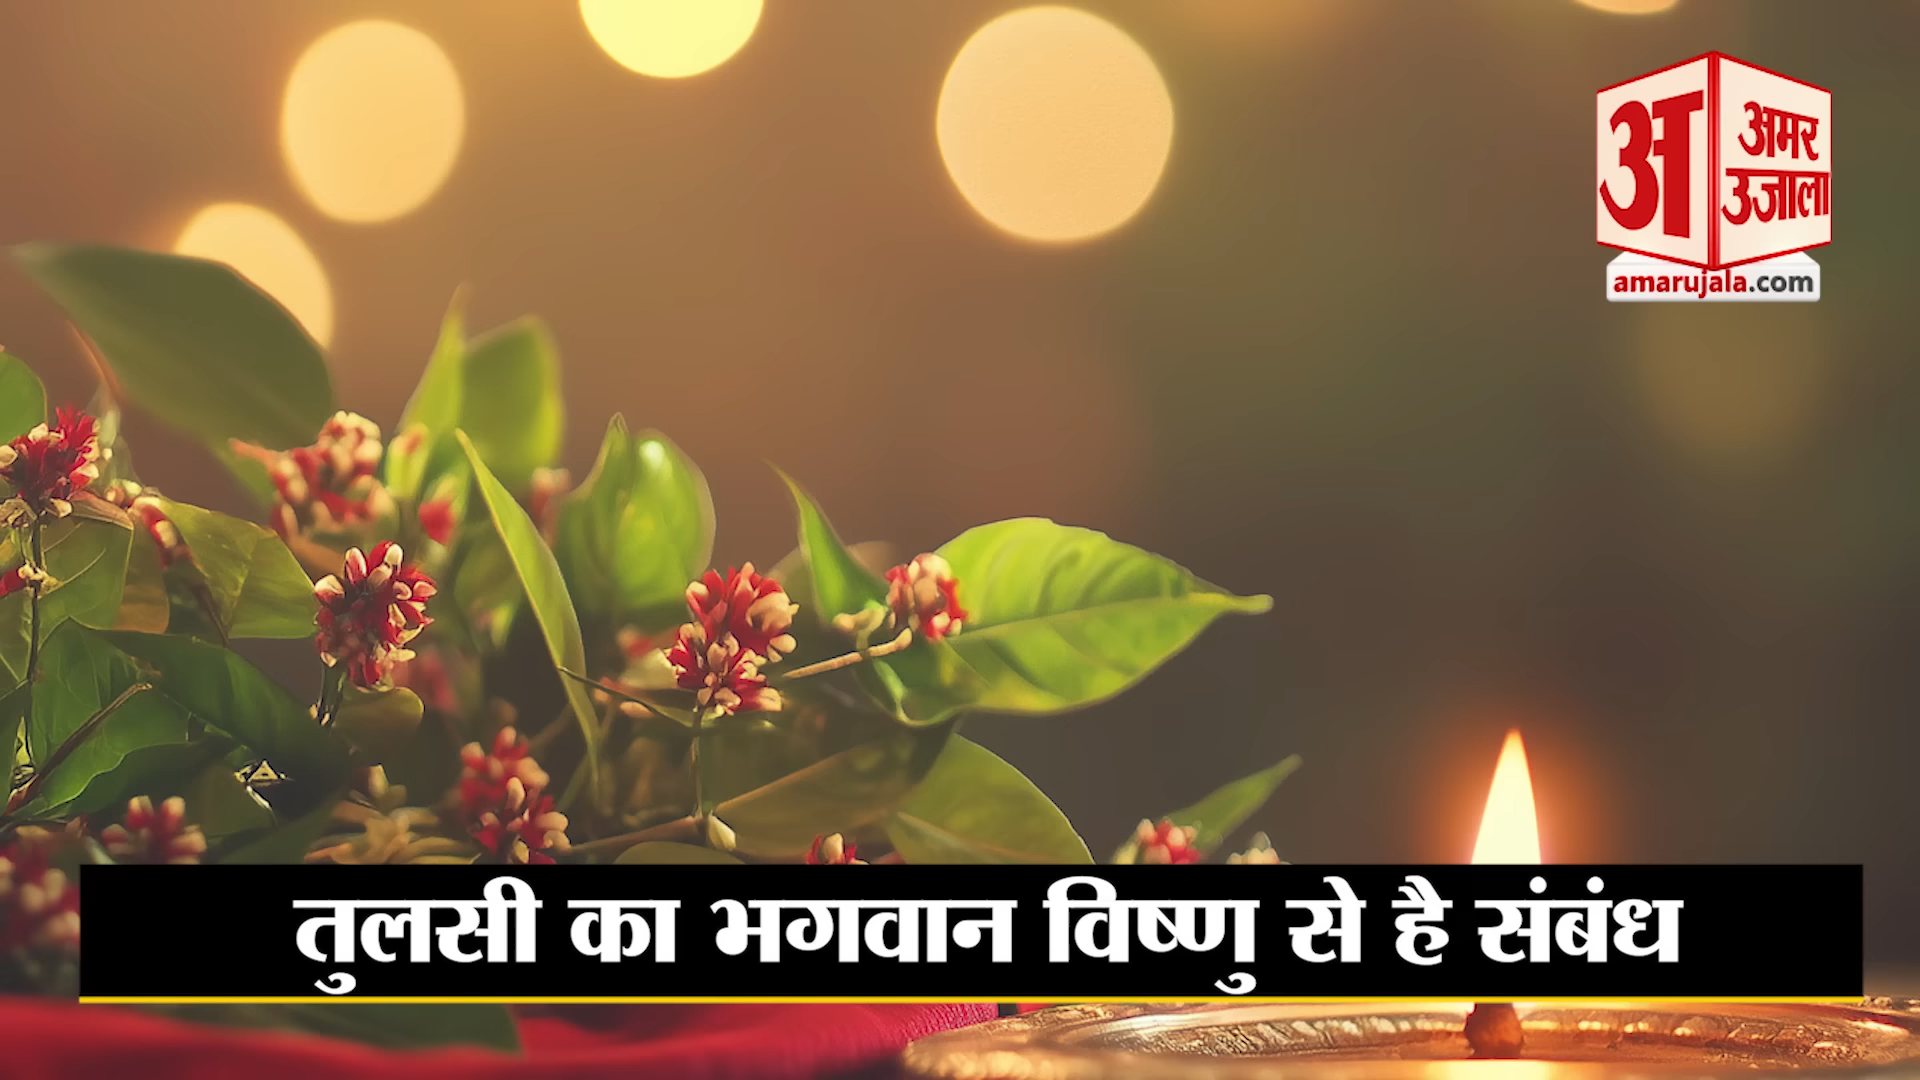 अ
अमर
उजाला
amarujala.com
तुलसी का भगवान विष्णु से है संबंध